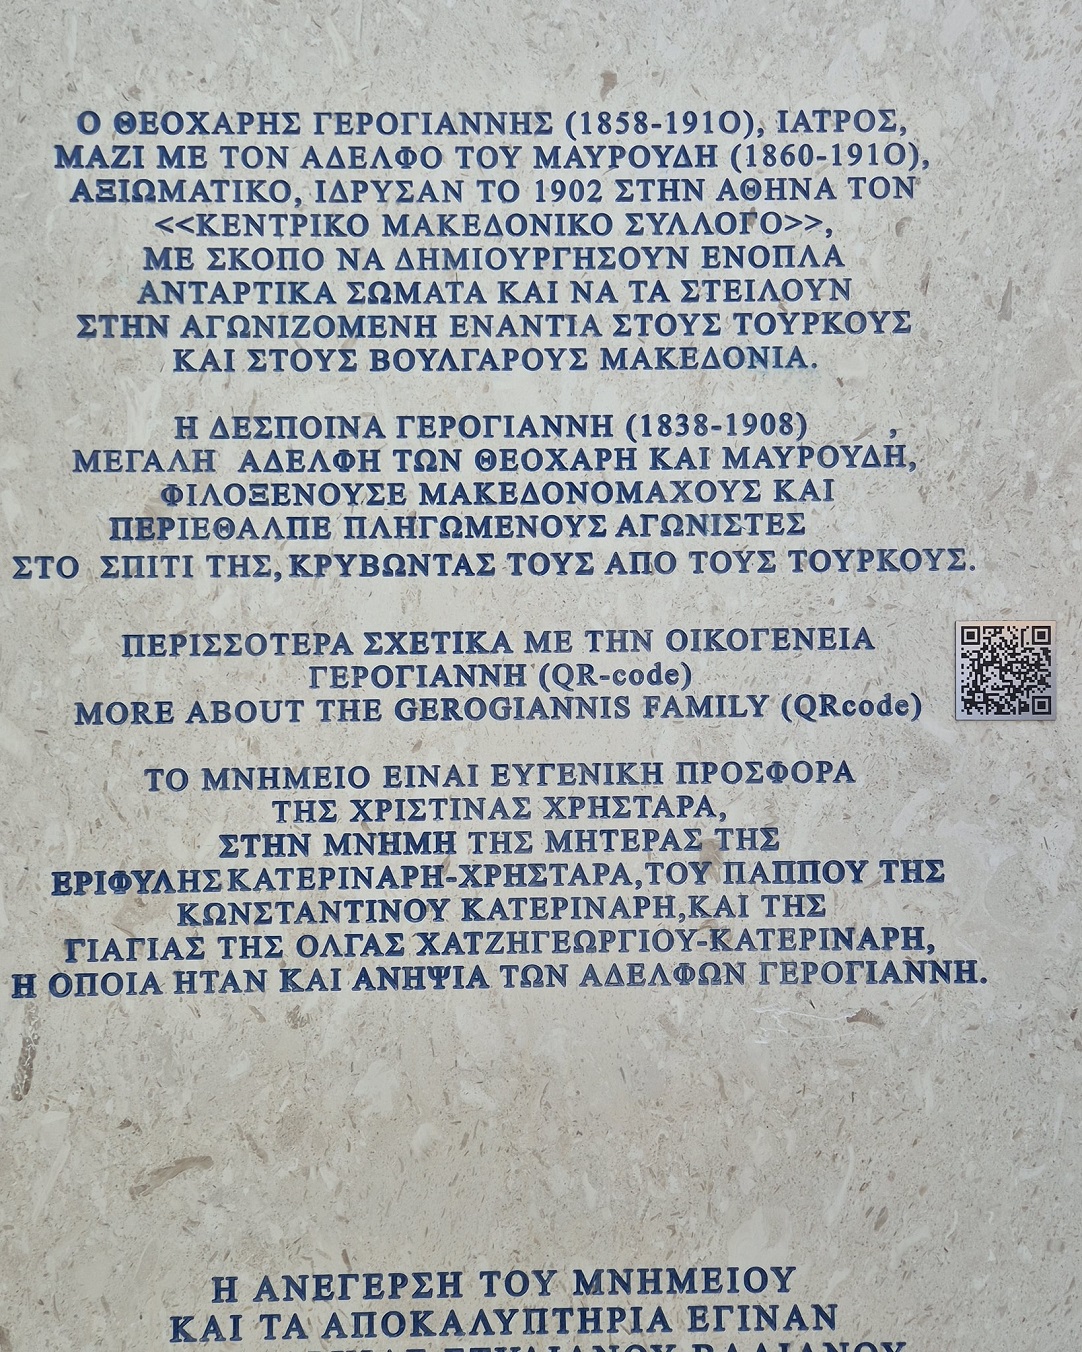 Ο ΘΕΟΧΑΡΗΣ ΓΕΡΟΓΙΑΝΝΗΣ (1858-191Ο), ΙΑΤΡΟΣ,
ΜΑΖΙ ΜΕ ΤΟΝ ΑΔΕΛΦΟ ΤΟΥ ΜΑΥΡΟΥΔΗ (1860-191Ο),
ΑΞΙΩΜΑΤΙΚΟ, ΙΔΡΥΣΑΝ ΤΟ 1902 ΣΤΗΝ ΑΘΗΝΑ ΤΟΝ
<<ΚΕΝΤΡΙΚΟ ΜΑΚΕΔΟΝΙΚΟ ΣΥΛΛΟΓΟ>>,
ΜΕ ΣΚΟΠΟ ΝΑ ΔΗΜΙΟΥΡΓΗΣΟΥΝ ΕΝΟΠΛΑ
ΑΝΤΑΡΤΙΚΑ ΣΩΜΑΤΑ ΚΑΙ ΝΑ ΤΑ ΣΤΕΙΛΟΥΝ
ΣΤΗΝ ΑΓΩΝΙΖΟΜΕΝΗ ΕΝΑΝΤΙΑ ΣΤΟΥΣ ΤΟΥΡΚΟΥΣ
ΚΑΙ ΣΤΟΥΣ ΒΟΥΛΓΑΡΟΥΣ ΜΑΚΕΔΟΝΙΑ.
Η ΔΕΣΠΟΙΝΑ ΓΕΡΟΓΙΑΝΝΗ (1838-1908) ,
ΜΕΓΑΛΗ ΑΔΕΛΦΗ ΤΩΝ ΘΕΟΧΑΡΗ ΚΑΙ ΜΑΥΡΟΥΔΗ,
ΦΙΛΟΞΕΝΟΥΣΕ ΜΑΚΕΔΟΝΟΜΑΧΟΥΣ ΚΑΙ
ΠΕΡΙΕΘΑΛΠΕ ΠΛΗΓΩΜΕΝΟΥΣ ΑΓΩΝΙΣΤΕΣ
ΣΤΟ ΣΠΙΤΙ ΤΗΣ, ΚΡΥΒΩΝΤΑΣ ΤΟΥΣ ΑΠΟ ΤΟΥΣ ΤΟΥΡΚΟΥΣ.
ΠΕΡΙΣΣΟΤΕΡΑ ΣΧΕΤΙΚΑ ΜΕ ΤΗΝ ΟΙΚΟΓΕΝΕΙΑ
ΓΕΡΟΓΙΑΝΝΗ (QR-code)
MORE ABOUT THE GEROGIANNIS FAMILY (QRcode)
ΤΟ ΜΝΗΜΕΙΟ ΕΙΝΑΙ ΕΥΓΕΝΙΚΗ ΠΡΟΣΦΟΡΑ
ΤΗΣ ΧΡΙΣΤΙΝΑΣ ΧΡΗΣΤΑΡΑ,
ΣΤΗΝ ΜΝΗΜΗ ΤΗΣ ΜΗΤΕΡΑΣ ΤΗΣ
ΕΡΙΦΥΛΗΣ ΚΑΤΕΡΙΝΑΡΗ-ΧΡΗΣΤΑΡΑ, ΤΟΥ ΠΑΠΠΟΥ ΤΗΣ
ΚΩΝΣΤΑΝΤΙΝΟΥ ΚΑΤΕΡΙΝΑΡΗ, ΚΑΙ ΤΗΣ
ΓΙΑΓΙΑΣ ΤΗΣ ΟΛΓΑΣ ΧΑΤΖΗΓΕΩΡΓΙΟΥ-ΚΑΤΕΡΙΝΑΡΗ,
Η ΟΠΟΙΑ ΗΤΑΝ ΚΑΙ ΑΝΗΨΙΑ ΤΩΝ ΑΔΕΛΦΩΝ ΓΕΡΟΓΙΑΝΝΗ.
Η ΑΝΕΓΕΡΣΗ ΤΟΥ ΜΝΗΜΕΙΟΥ
ΚΑΙ ΤΑ ΑΠΟΚΑΛΥΠΤΗΡΙΑ ΕΓΙΝΑΝ